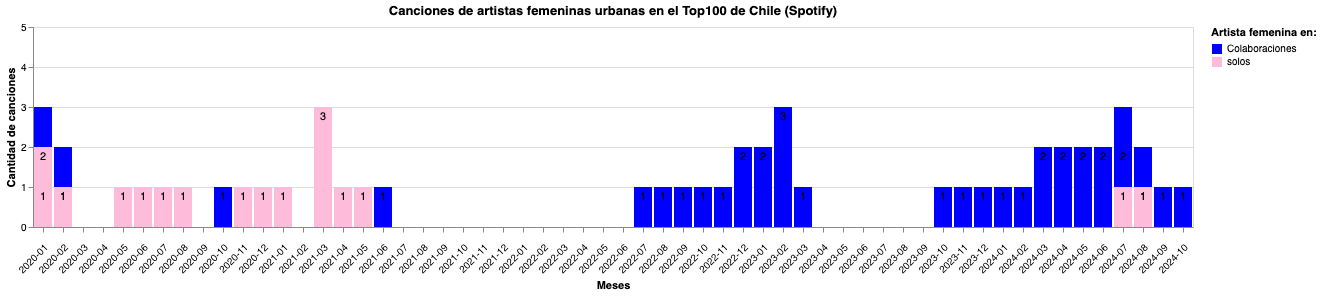 Canciones de artistas femeninas urbanas en el Top100 de Chile (Spotify)
Artista femenina en:
Colaboraciones
solos
Cantidad de canciones
5
4
3
2
1
0
2 1 1 1 1 1 1 1 1 1 1 3 1 1 1 1 1 1 1 1 2 2 3 1 1 1 1 1 1 2 2 2 2 2 1 1 1 1
2020-01 2020-02 2020-03 2020-04 2020-05 2020-06 2020-07 2020-08 2020-09 2020-10 2020-11 2020-12 2021-01 2021-02 2021-03 2021-04 2021-05 2021-06 2021-07 2021-08 2021-09 2021-10 2021-11 2021-12 2022-01 2022-02 2022-03 2022-04 2022-05 2022-06 2022-07 2022-08 2022-09 2022-10 2022-11 2022-12 2023-01 2023-02 2023-03 2023-04 2023-05 2023-06 2023-07 2023-08 2023-09 2023-10 2023-11 2023-12 2024-01 2024-02 2024-03 2024-04 2024-05 2024-06 2024-07 2024-08 2024-09 2024-10
Meses